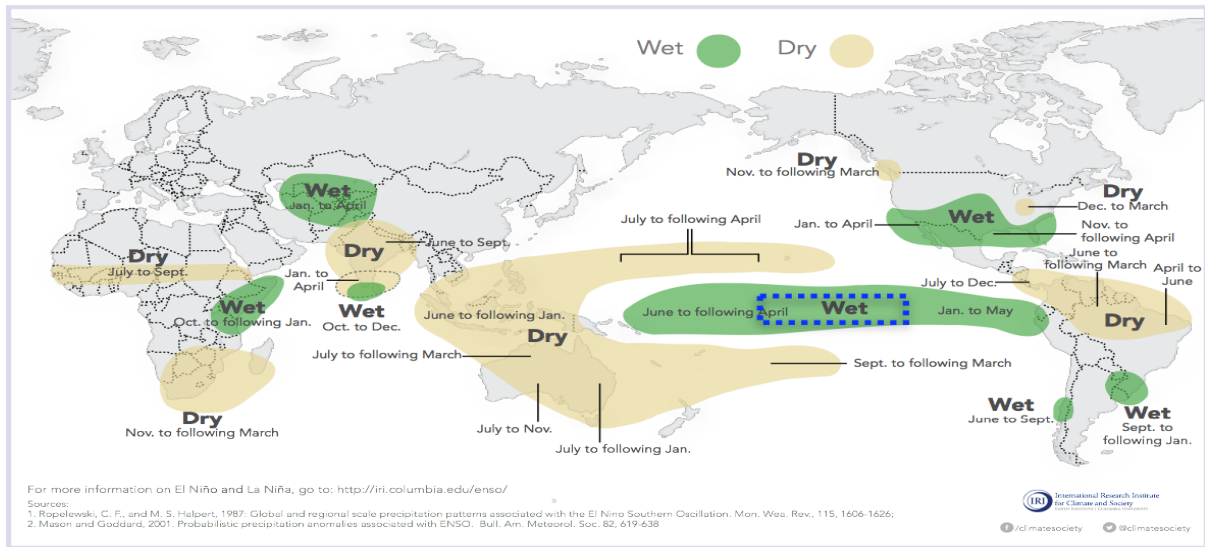 Wet
Dry
Dry
Nov. to following March
Wet
Jan. to April
Dry
Dec. to March
Wet
July to following April
Jan. to April
Nov. to
following April
Dry
June to Sept.
Dry
July to Sept.
Jan. to
April
June to
following March
April to
June
July to Dec.
Wet
Oct. to following Jan.
Wet
Oct. to Dec.
June to following Jan.
June to following April
Wet
Jan. to May
Dry
Dry
July to following March
Sept. to following March
Dry
Nov. to following March
July to Nov.
July to following Jan.
Wet
June to Sept.
Wet
Sept. to
following Jan.
For more information on El Niño and La Niña, go to: http://iri.columbia.edu/enso/
Sources:
1. Ropelewski, C. F., and M. S. Halpert, 1987: Global and regional scale precipitation patterns associated with the El Nino Southern Oscillation. Mon. Wea. Rev., 115, 1606-1626;
2. Mason and Goddard, 2001. Probabilistic precipitation anomalies associated with ENSO. Bull. Am. Meteorol. Soc. 82, 619-638
IRI
International Research Institute
for Climate and Society
/climatesociety
@climatesociety